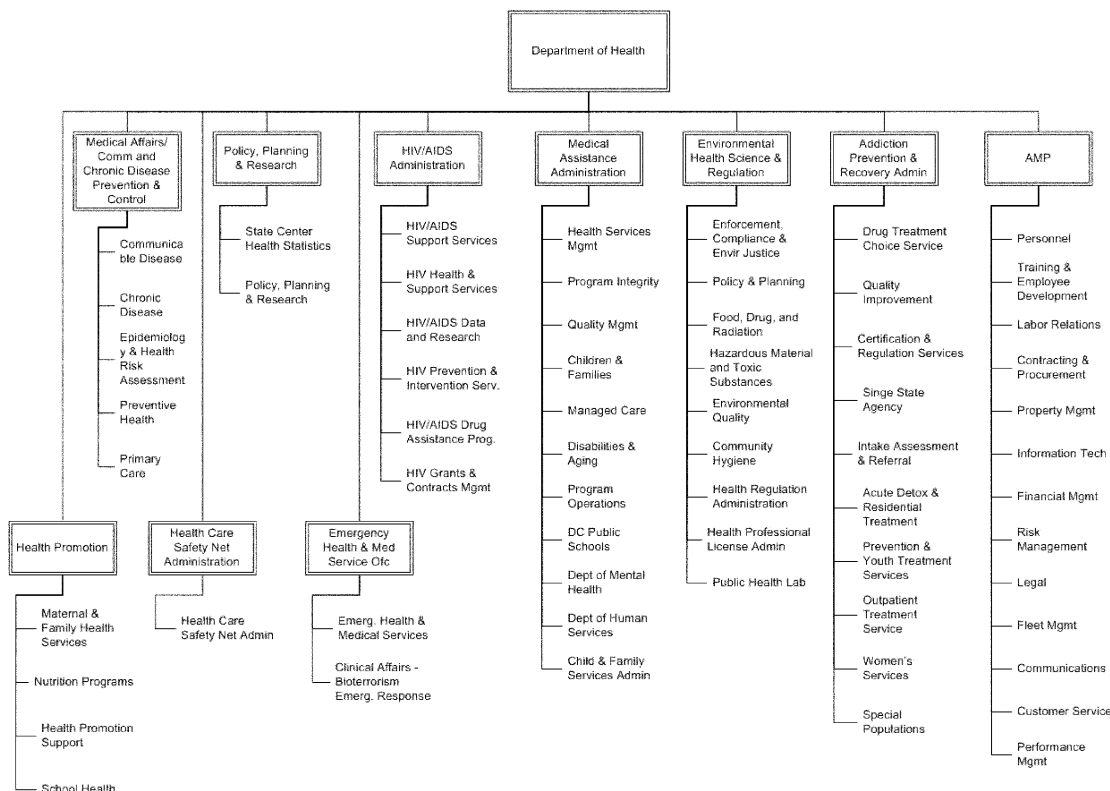 Department of Health
Medical Affairs/
Comm and
Chronic Disease
Prevention &
Control
Communica
ble Disease
Chronic
Disease
Epidemiolog
y & Health
Risk
Assessment
Preventive
Health
Primary
Care
Policy, Planning
& Research
State Center
Health Statistics
Policy, Planning
& Research
HIV/AIDS
Administration
HIV/AIDS
Support Services
HIV Health &
Support Services
HIV/AIDS Data
and Research
HIV Prevention &
Intervention Serv.
HIV/AIDS Drug
Assistance Prog.
HIV Grants &
Contracts Mgmt
Medical
Assistance
Administration
Health Services
Mgmt
Program Integrity
Quality Mgmt
Children &
Families
Managed Care
Disabilities &
Aging
Program
Operations
DC Public
Schools
Dept of Mental
Health
Dept of Human
Services
Child & Family
Services Admin
Environmental
Health Science &
Regulation
Enforcement,
Compliance &
Envir Justice
Policy & Planning
Food, Drug, and
Radiation
Hazardous Material
and Toxic
Substances
Environmental
Quality
Community
Hygiene
Health Regulation
Administration
Health Professional
License Admin
Public Health Lab
Addiction
Prevention &
Recovery Admin
Drug Treatment
Choice Service
Quality
Improvement
Certification &
Regulation Services
Singe State
Agency
Intake Assessment
& Referral
Acute Detox &
Residential
Treatment
Prevention &
Youth Treatment
Services
Outpatient
Treatment
Service
Women's
Services
Special
Populations
AMP
Personnel
Training &
Employee
Development
Labor Relations
Contracting &
Procurement
Property Mgmt
Information Tech
Financial Mgmt
Risk
Management
Legal
Fleet Mgmt
Communications
Customer Service
Performance
Mgmt
Health Promotion
Maternal &
Family Health
Services
Nutrition Programs
Health Promotion
Support
School Health
Health Care
Safety Net
Administration
Health Care
Safety Net Admin
Emergency
Health & Med
Service Ofc
Emerg. Health &
Medical Services
Clinical Affairs -
Bioterrorism
Emerg. Response